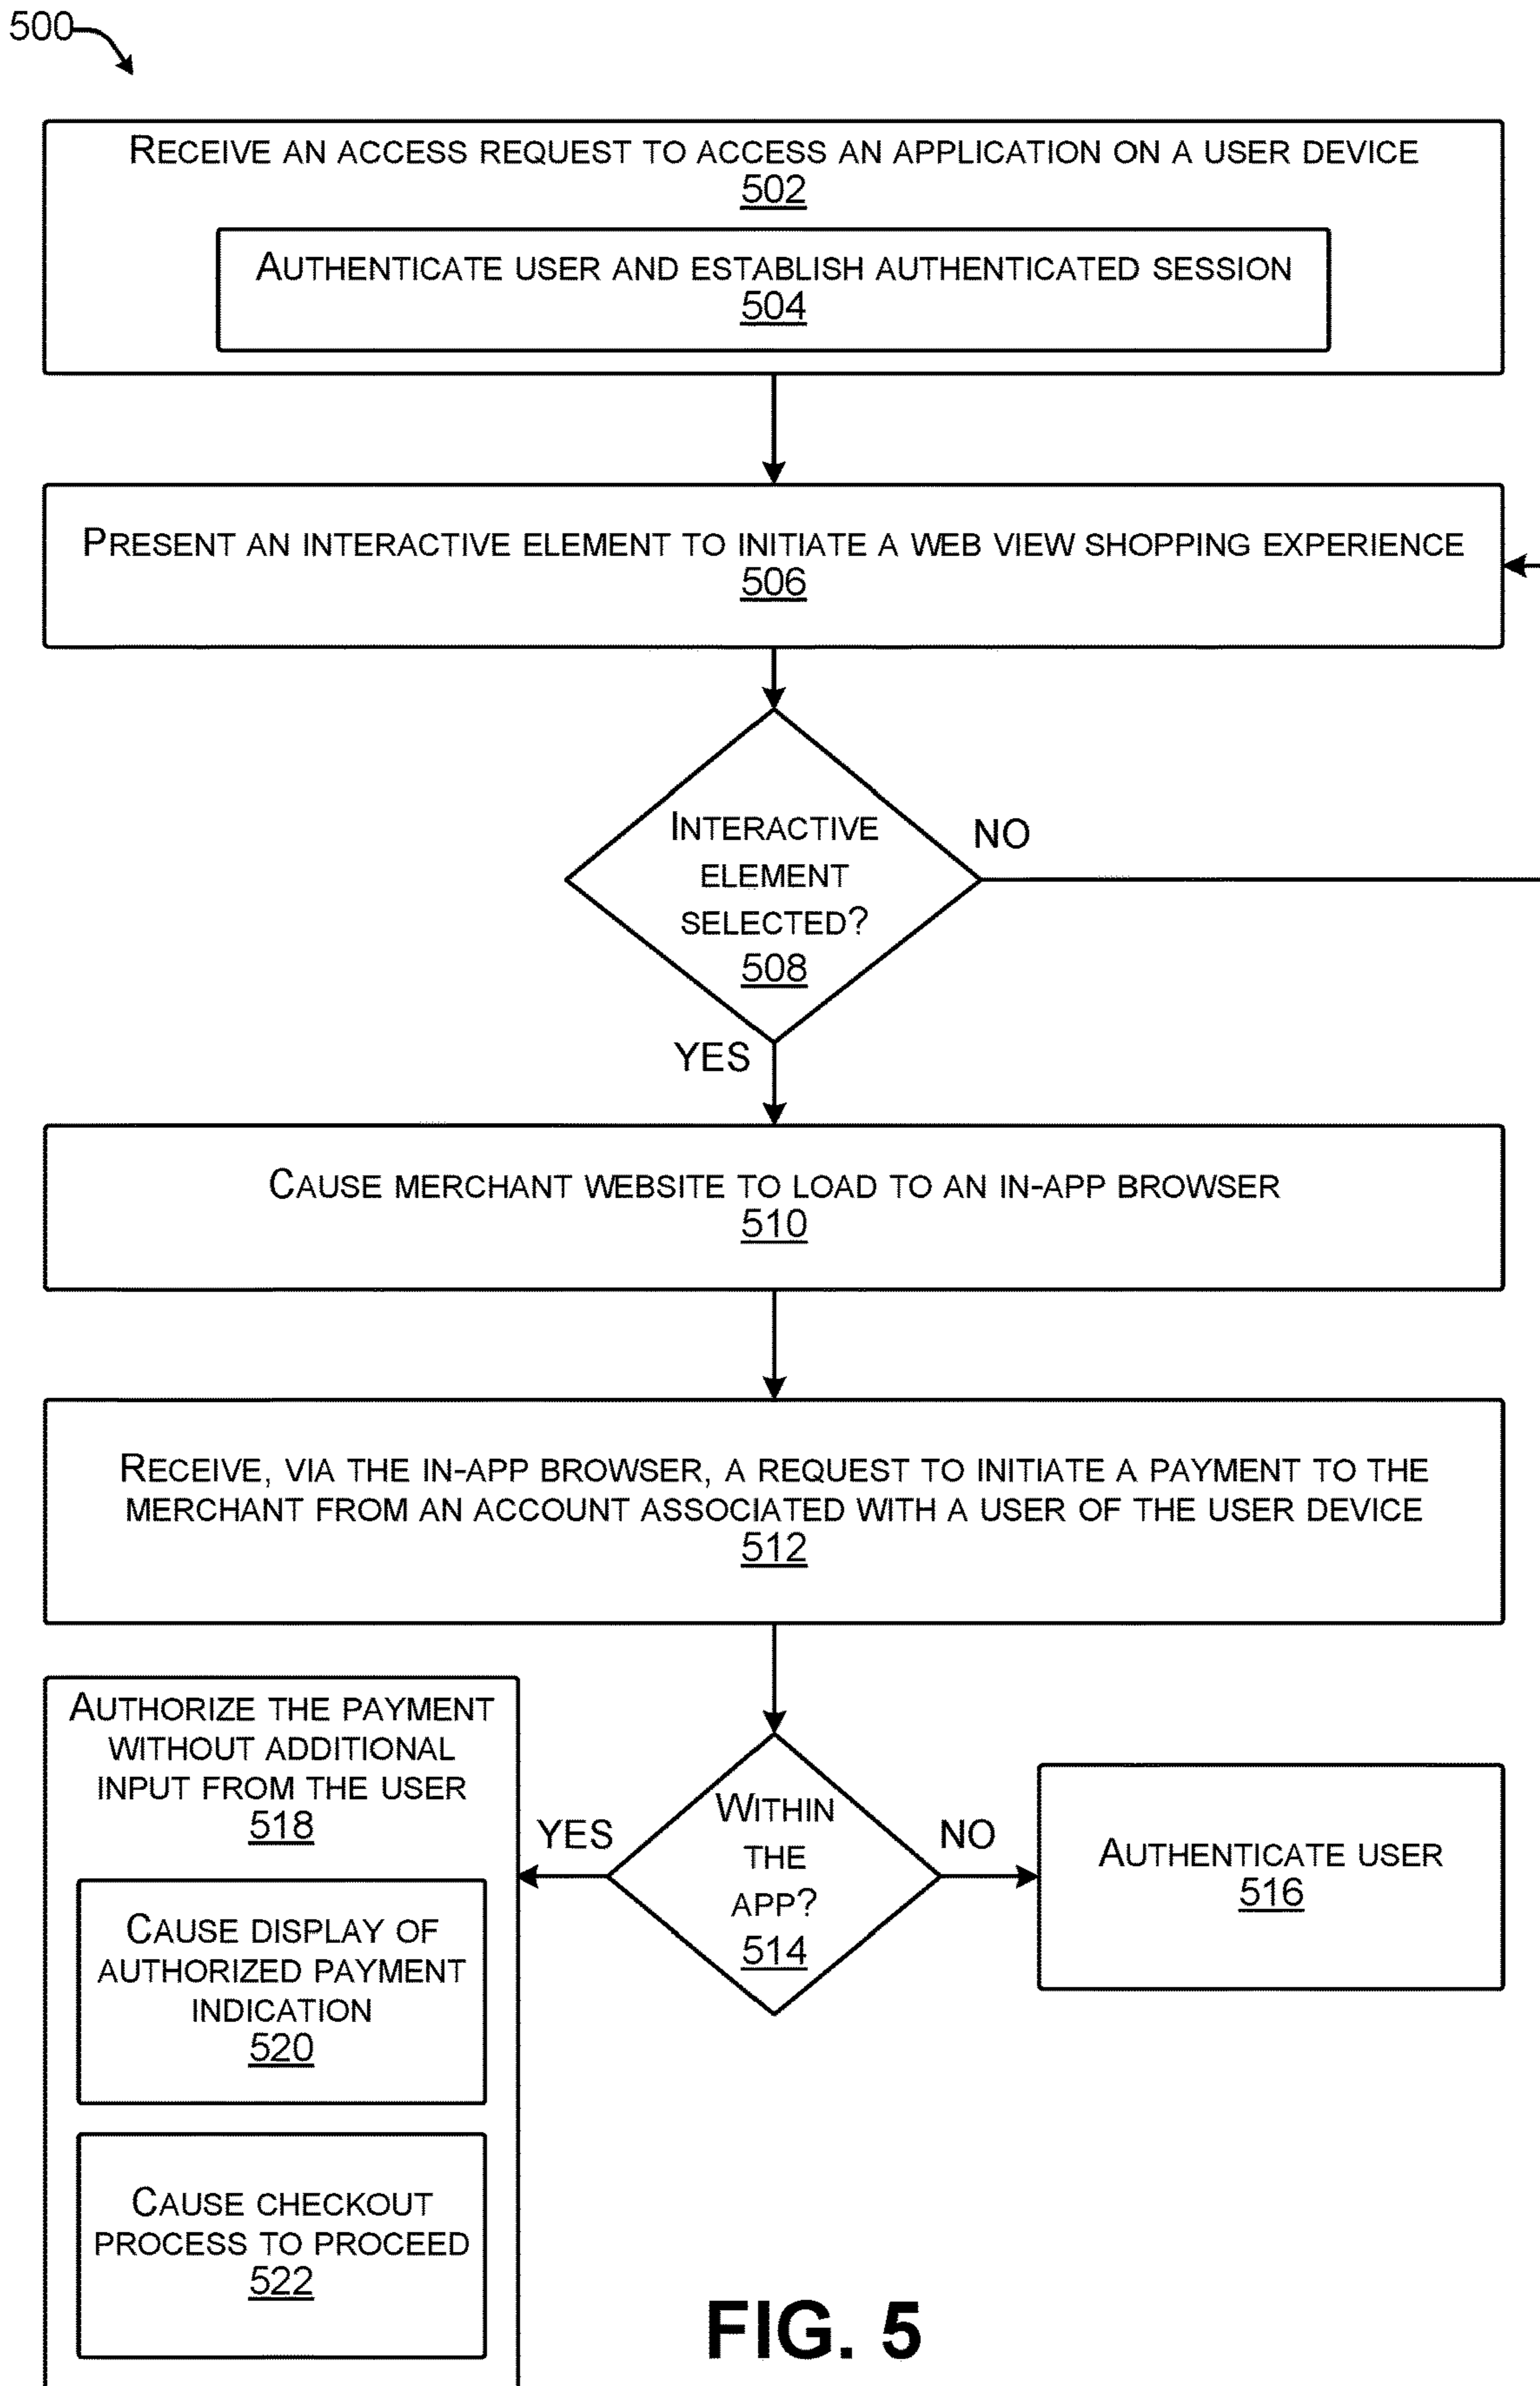 500
RECEIVE AN ACCESS REQUEST TO ACCESS AN APPLICATION ON A USER DEVICE
502
AUTHENTICATE USER AND ESTABLISH AUTHENTICATED SESSION
504
PRESENT AN INTERACTIVE ELEMENT TO INITIATE A WEB VIEW SHOPPING EXPERIENCE
506
INTERACTIVE
ELEMENT
SELECTED?
508
NO
YES
CAUSE MERCHANT WEBSITE TO LOAD TO AN IN-APP BROWSER
510
RECEIVE, VIA THE IN-APP BROWSER, A REQUEST TO INITIATE A PAYMENT TO THE
MERCHANT FROM AN ACCOUNT ASSOCIATED WITH A USER OF THE USER DEVICE
512
WITHIN
THE
APP?
514
YES
NO
AUTHENTICATE USER
516
AUTHORIZE THE PAYMENT
WITHOUT ADDITIONAL
INPUT FROM THE USER
518
CAUSE DISPLAY OF
AUTHORIZED PAYMENT
INDICATION
520
CAUSE CHECKOUT
PROCESS TO PROCEED
522
FIG. 5